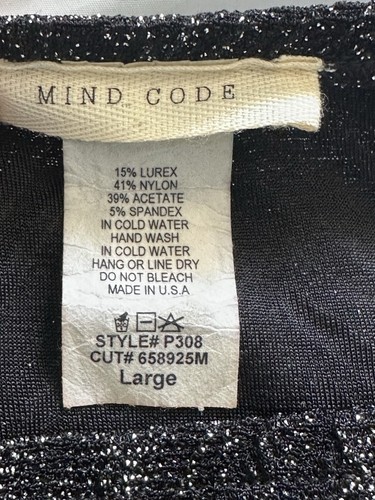 MIND CODE
15% LUREX
41% NYLON
39% ACETATE
5% SPANDEX
IN COLD WATER
HAND WASH
IN COLD WATER
HANG OR LINE DRY
DO NOT BLEACH
MADE IN U.S.A
STYLE# P308
CUT# 658925M
Large